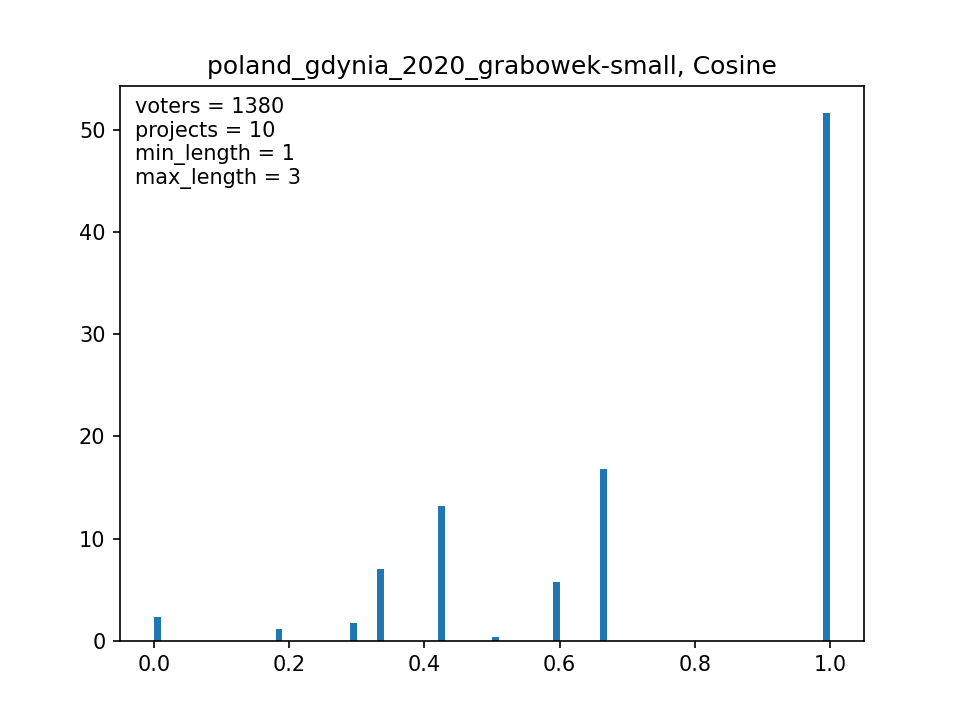 poland_gdynia_2020_grabowek-small, Cosine
voters = 1380
projects = 10
min_length = 1
max_length = 3
50
40
30
20
10
0
0.0 0.2 0.4 0.6 0.8 1.0